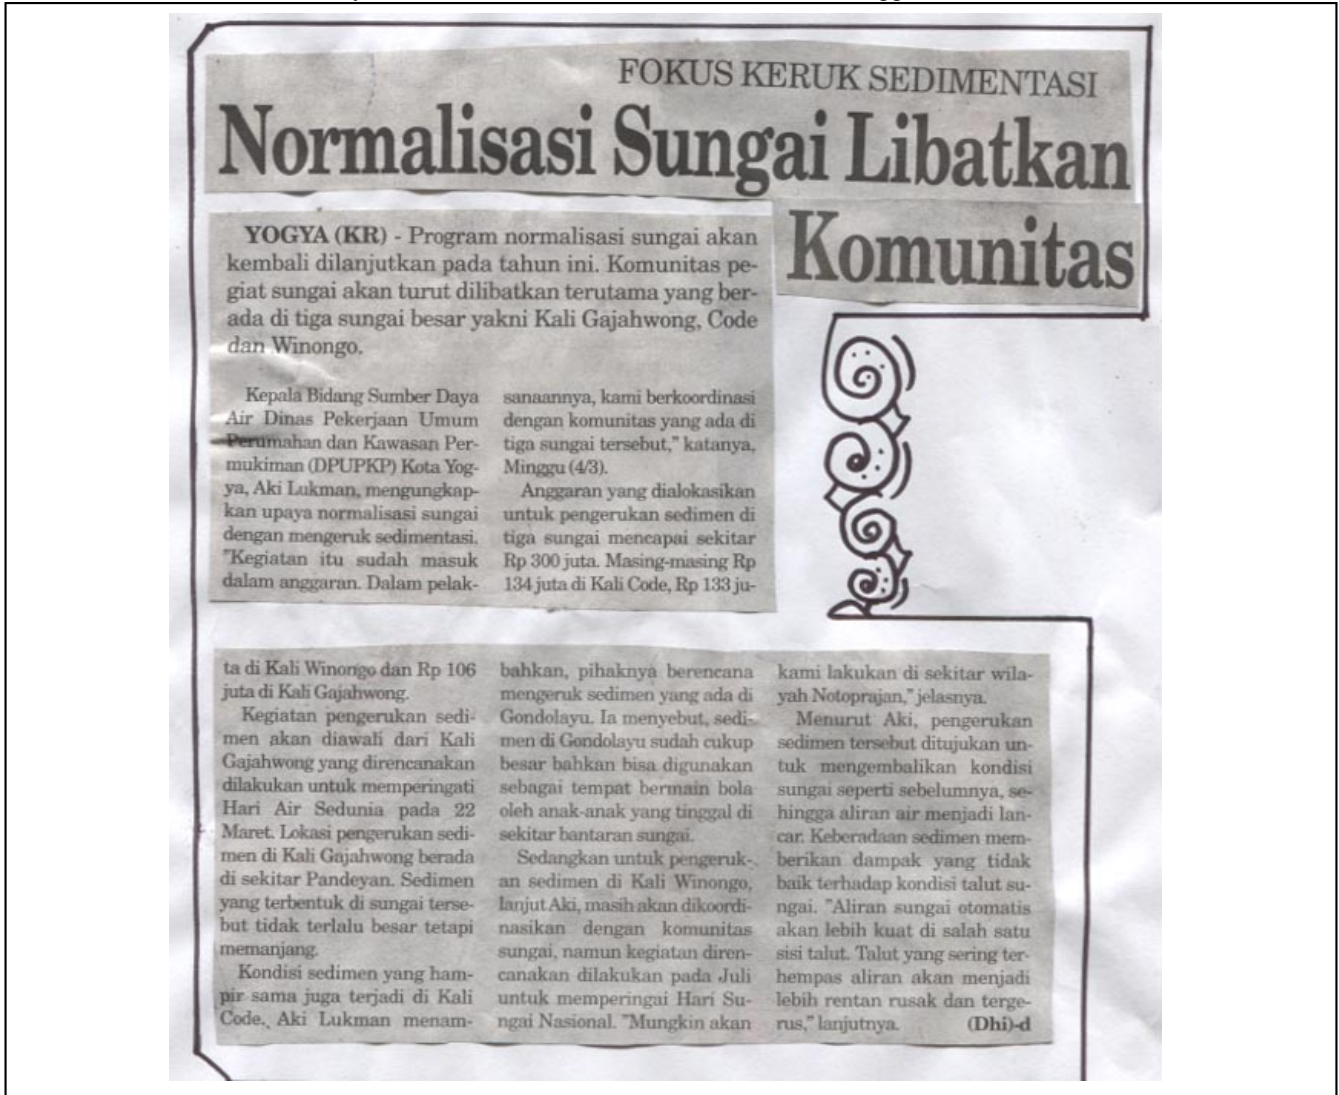 FOKUS KERUK SEDIMENTASI
Normalisasi Sungai Libatkan
Komunitas
YOGYA (KR) - Program normalisasi sungai akan
kembali dilanjutkan pada tahun ini. Komunitas pe-
giat sungai akan turut dilibatkan terutama yang ber-
ada di tiga sungai besar yakni Kali Gajahwong, Code
dan Winongo.
Kepala Bidang Sumber Daya
Air Dinas Pekerjaan Umum
Perumahan dan Kawasan Per-
mukiman (DPUPKP) Kota Yog-
ya, Aki Lukman, mengungkap-
kan upaya normalisasi sungai
dengan mengeruk sedimentasi.
"Kegiatan itu sudah masuk
dalam anggaran. Dalam pelak-
sanaannya, kami berkoordinasi
dengan komunitas yang ada di
tiga sungai tersebut," katanya,
Minggu (4/3).
Anggaran yang dialokasikan
untuk pengerukan sedimen di
tiga sungai mencapai sekitar
Rp 300 juta. Masing-masing Rp
134 juta di Kali Code, Rp 133 ju-
ta di Kali Winongo dan Rp 106
juta di Kali Gajahwong.
Kegiatan pengerukan sedi-
men akan diawali dari Kali
Gajahwong yang direncanakan
dilakukan untuk memperingati
Hari Air Sedunia pada 22
Maret. Lokasi pengerukan sedi-
men di Kali Gajahwong berada
di sekitar Pandeyan. Sedimen
yang terbentuk di sungai terse-
but tidak terlalu besar tetapi
memanjang.
Kondisi sedimen yang ham-
pir sama juga terjadi di Kali
Code. Aki Lukman menam-
bahkan, pihaknya berencana
mengeruk sedimen yang ada di
Gondolayu. Ia menyebut, sedi-
men di Gondolayu sudah cukup
besar bahkan bisa digunakan
sebagai tempat bermain bola
oleh anak-anak yang tinggal di
sekitar bantaran sungai.
Sedangkan untuk pengeruk-
an sedimen di Kali Winongo,
lanjut Aki, masih akan dikoordi-
nasikan dengan komunitas
sungai, namun kegiatan diren-
canakan dilakukan pada Juli
untuk memperingai Hari Su-
ngai Nasional. "Mungkin akan
kami lakukan di sekitar wila-
yah Notoprajan," jelasnya.
Menurut Aki, pengerukan
sedimen tersebut ditujukan un-
tuk mengembalikan kondisi
sungai seperti sebelumnya, se-
hingga aliran air menjadi lan-
car. Keberadaan sedimen mem-
berikan dampak yang tidak
baik terhadap kondisi talut su-
ngai. "Aliran sungai otomatis
akan lebih kuat di salah satu
sisi talut. Talut yang sering ter-
hempas aliran akan menjadi
lebih rentan rusak dan terge-
rus," lanjutnya. (Dhi)-d